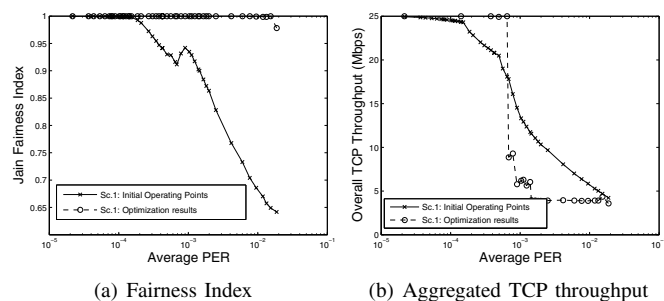 1
0.95
0.9
0.85
0.8
0.75
0.7
0.65
Jain Fairness Index
Sc.1: Initial Operating Points
Sc.1: Optimization results
10⁻⁵ 10⁻⁴ 10⁻³ 10⁻² 10⁻¹
Average PER
(a) Fairness Index
25
20
15
10
5
0
Overall TCP Throughput (Mbps)
Sc.1: Initial Operating Points
Sc.1: Optimization results
10⁻⁵ 10⁻⁴ 10⁻³ 10⁻² 10⁻¹
Average PER
(b) Aggregated TCP throughput